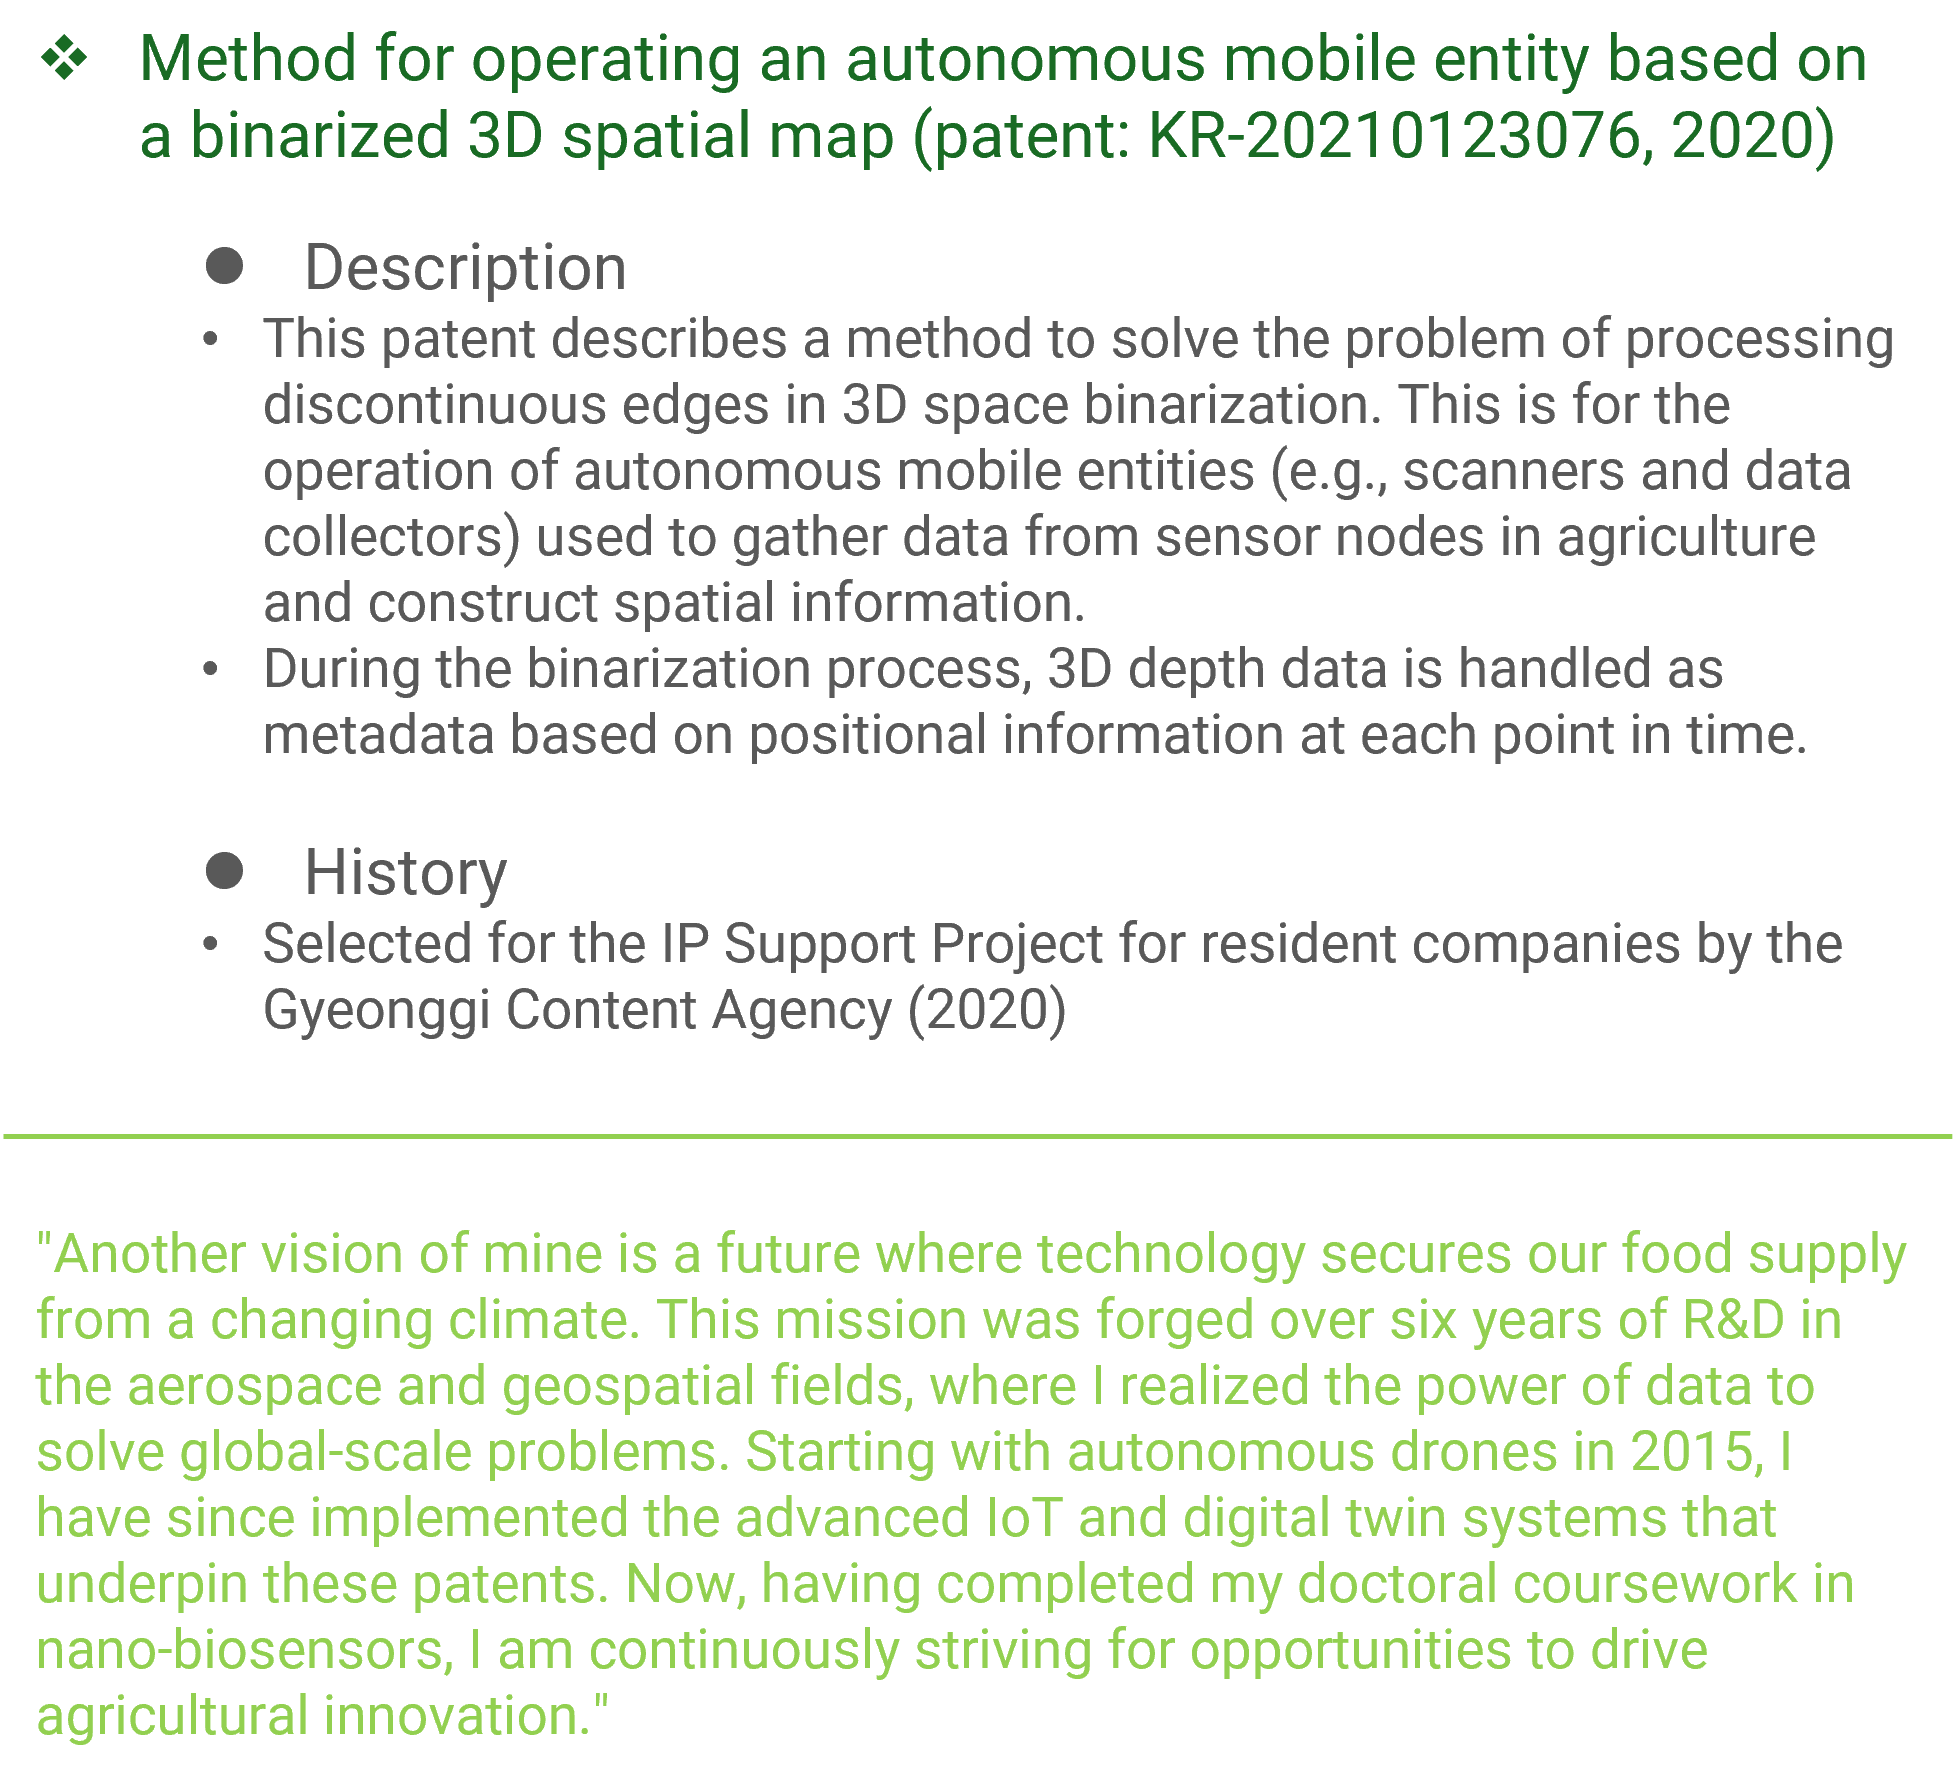 ❖ Method for operating an autonomous mobile entity based on
a binarized 3D spatial map (patent: KR-20210123076, 2020)
● Description
• This patent describes a method to solve the problem of processing
discontinuous edges in 3D space binarization. This is for the
operation of autonomous mobile entities (e.g., scanners and data
collectors) used to gather data from sensor nodes in agriculture
and construct spatial information.
• During the binarization process, 3D depth data is handled as
metadata based on positional information at each point in time.
● History
• Selected for the IP Support Project for resident companies by the
Gyeonggi Content Agency (2020)
"Another vision of mine is a future where technology secures our food supply
from a changing climate. This mission was forged over six years of R&D in
the aerospace and geospatial fields, where I realized the power of data to
solve global-scale problems. Starting with autonomous drones in 2015, I
have since implemented the advanced IoT and digital twin systems that
underpin these patents. Now, having completed my doctoral coursework in
nano-biosensors, I am continuously striving for opportunities to drive
agricultural innovation."